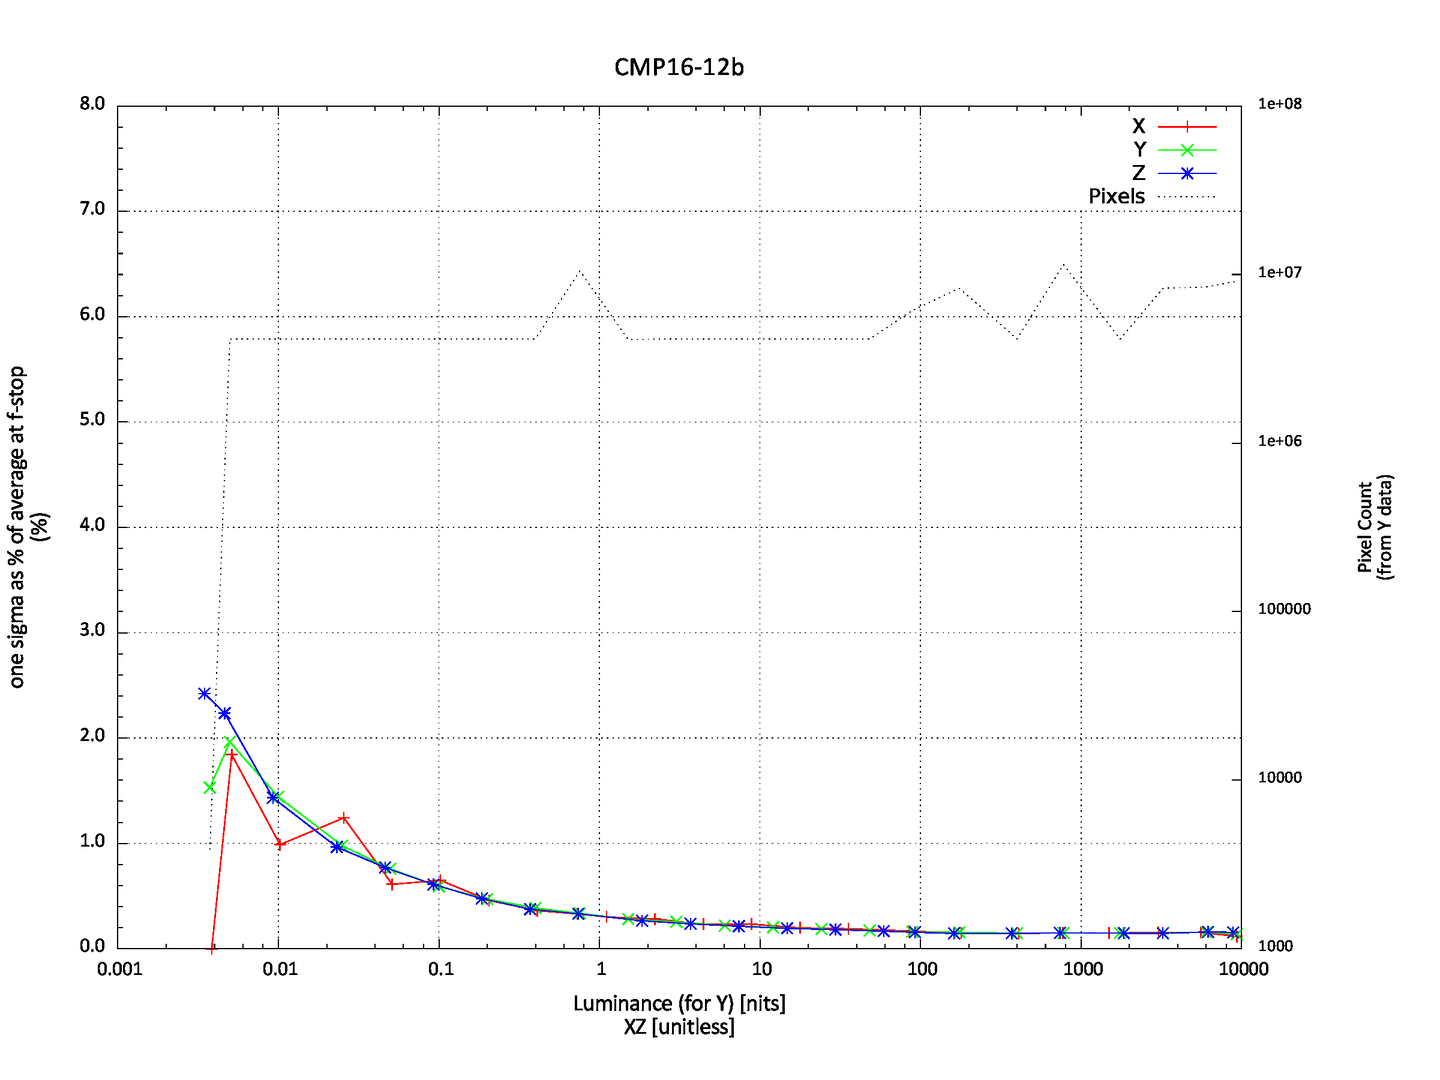 CMP16-12b
8.0
7.0
6.0
5.0
4.0
3.0
2.0
1.0
0.0
one sigma as % of average at f-stop
(%)
X
Y
Z
Pixels
1e+08
1e+07
1e+06
100000
10000
1000
Pixel Count
(from Y data)
0.001 0.01 0.1 1 10 100 1000 10000
Luminance (for Y) [nits]
XZ [unitless]